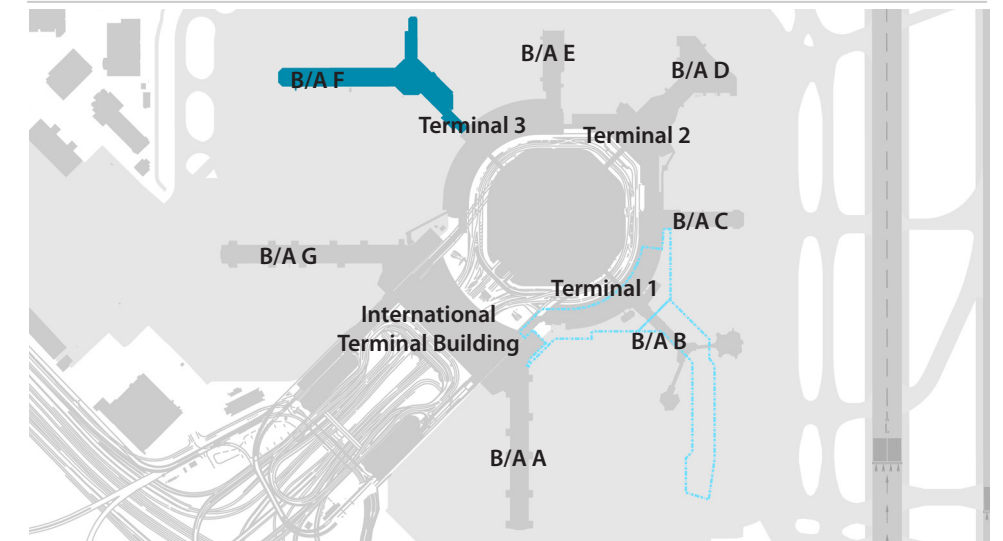 B/A E
B/A D
B/A F
Terminal 3
Terminal 2
B/A C
B/A G
Terminal 1
International
Terminal Building
B/A B
B/A A